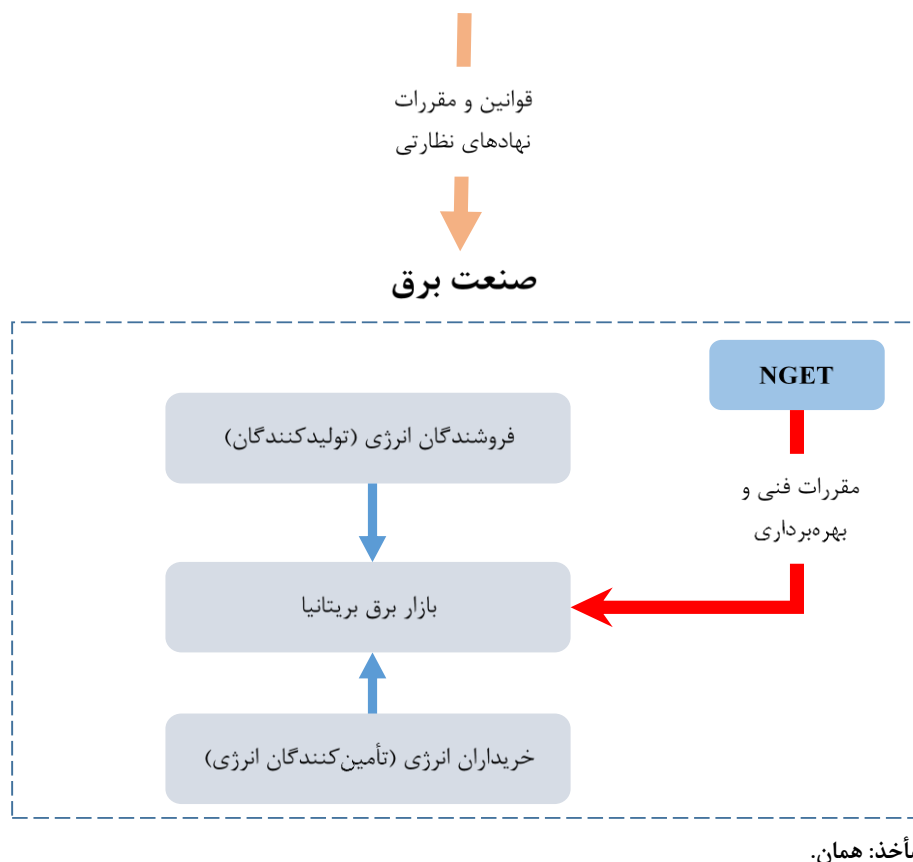 قوانین و مقررات
نهادهای نظارتی
صنعت برق
NGET
فروشندگان انرژی (تولیدکنندگان)
مقررات فنی و
بهره‌برداری
بازار برق بریتانیا
خریداران انرژی (تأمین‌کنندگان انرژی)
مأخذ: همان.